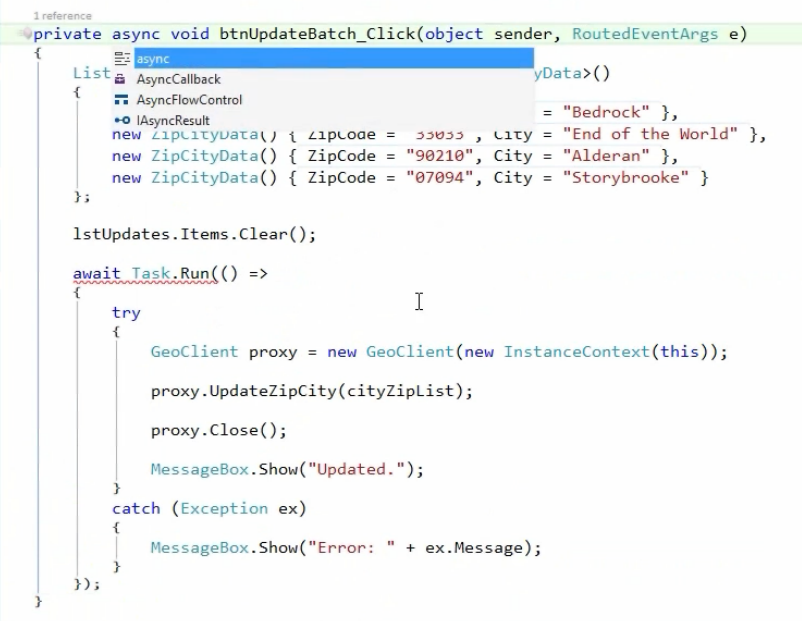 1 reference
private async void btnUpdateBatch_Click(object sender, RoutedEventArgs e)
{
async
List
yData>()
AsyncCallback
{
AsyncFlowControl
= "Bedrock" },
IAsyncResult
new ZipCityData() { ZipCode = "33033", City = "End of the World" },
new ZipCityData() { ZipCode = "90210", City = "Alderan" },
new ZipCityData() { ZipCode = "07094", City = "Storybrooke" }
};
lstUpdates.Items.Clear();
await Task.Run(() =>
{
try
{
GeoClient proxy = new GeoClient(new InstanceContext(this));
proxy.UpdateZipCity(cityZipList);
proxy.Close();
MessageBox.Show("Updated.");
}
catch (Exception ex)
{
MessageBox.Show("Error: " + ex.Message);
}
});
}